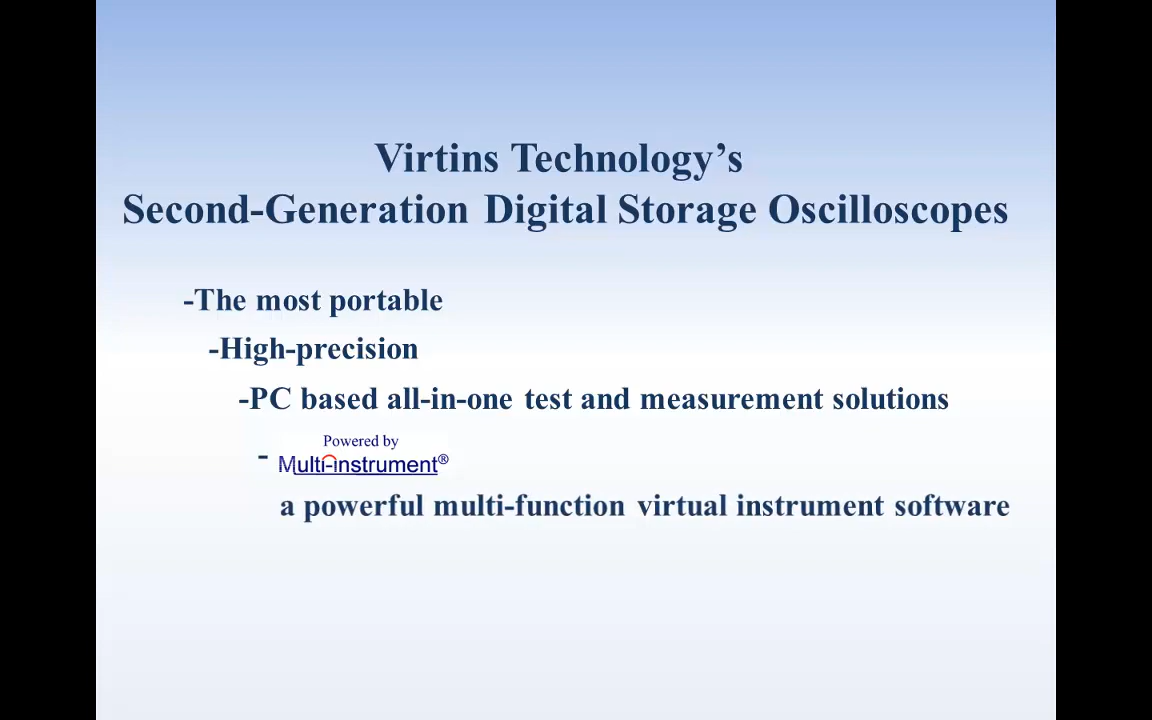 Virtins Technology’s
Second-Generation Digital Storage Oscilloscopes
-The most portable
-High-precision
-PC based all-in-one test and measurement solutions
Powered by
- Multi-instrument®
a powerful multi-function virtual instrument software